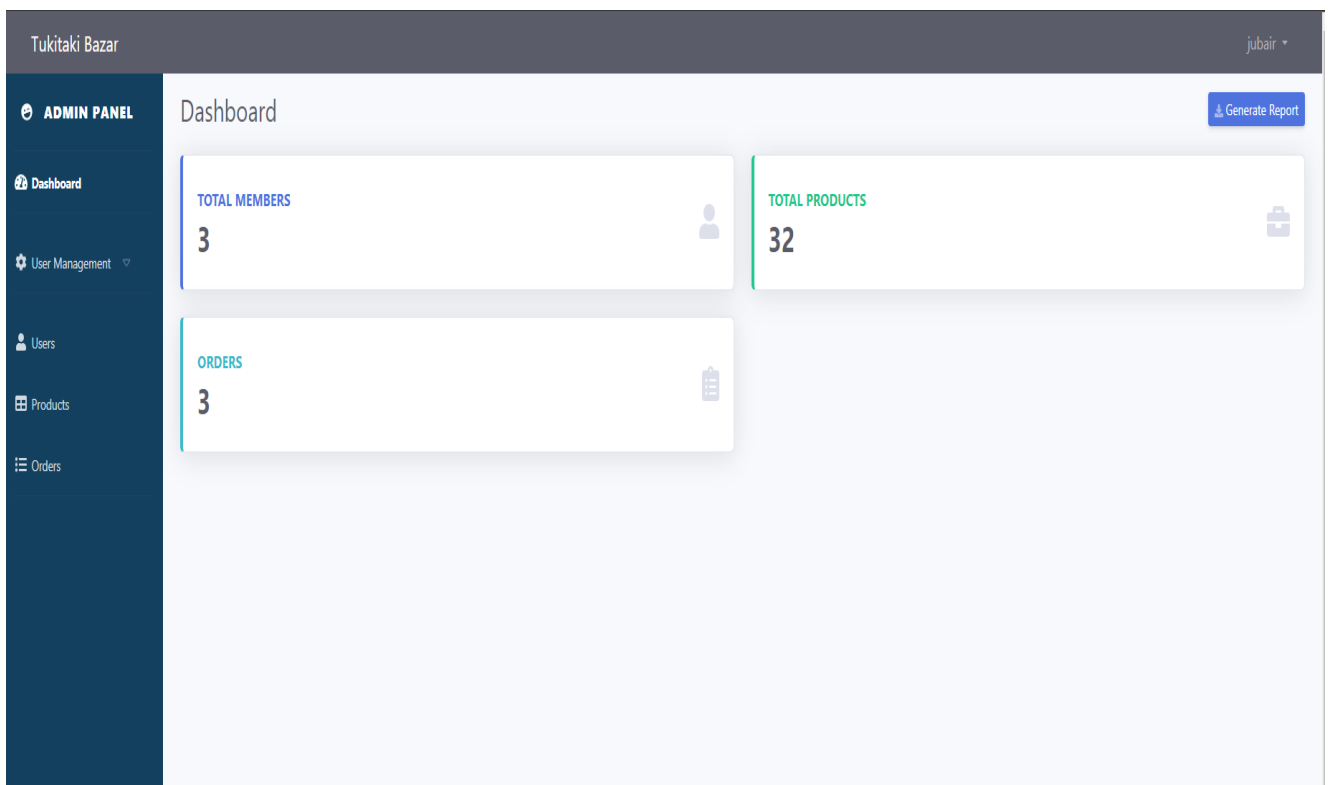 Tukitaki Bazar
jubair
ADMIN PANEL
Dashboard
User Management
Users
Products
Orders
Dashboard
Generate Report
TOTAL MEMBERS
3
TOTAL PRODUCTS
32
ORDERS
3